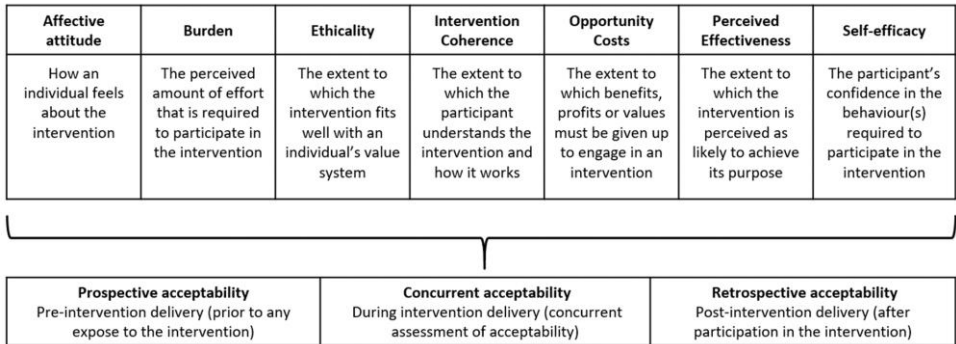 Affective
attitude
Burden
Ethicality
Intervention
Coherence
Opportunity
Costs
Perceived
Effectiveness
Self-efficacy
How an
individual feels
about the
intervention
The perceived
amount of effort
that is required
to participate in
the intervention
The extent to
which the
intervention fits
well with an
individual's value
system
The extent to
which the
participant
understands the
intervention and
how it works
The extent to
which benefits,
profits or values
must be given up
to engage in an
intervention
The extent to
which the
intervention is
perceived as
likely to achieve
its purpose
The participant's
confidence in the
behaviour(s)
required to
participate in the
intervention
Prospective acceptability
Pre-intervention delivery (prior to any
expose to the intervention)
Concurrent acceptability
During intervention delivery (concurrent
assessment of acceptability)
Retrospective acceptability
Post-intervention delivery (after
participation in the intervention)